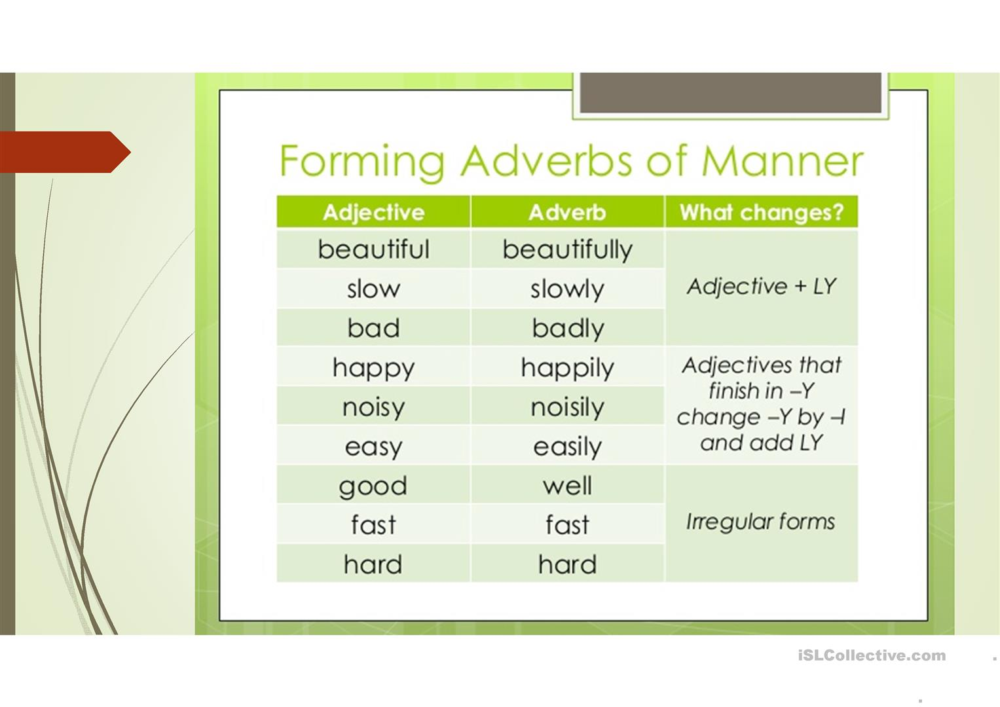 Forming Adverbs of Manner
Adjective Adverb What changes?
beautiful beautifully
slow slowly Adjective + LY
bad badly
happy happily
noisy noisily
easy easily
Adjectives that
finish in –Y
change –Y by –I
and add LY
good well
fast fast Irregular forms
hard hard
iSLCollective.com